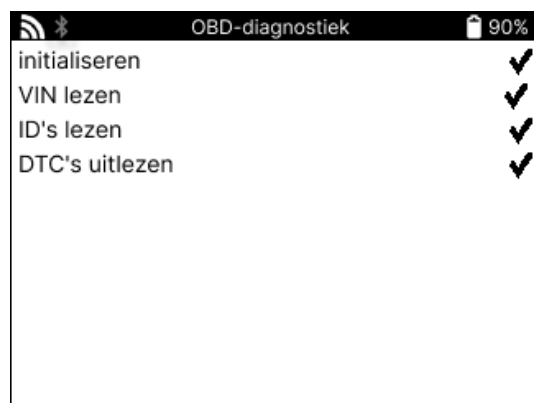 OBD-diagnostiek 90%
initialiseren
VIN lezen
ID's lezen
DTC's uitlezen